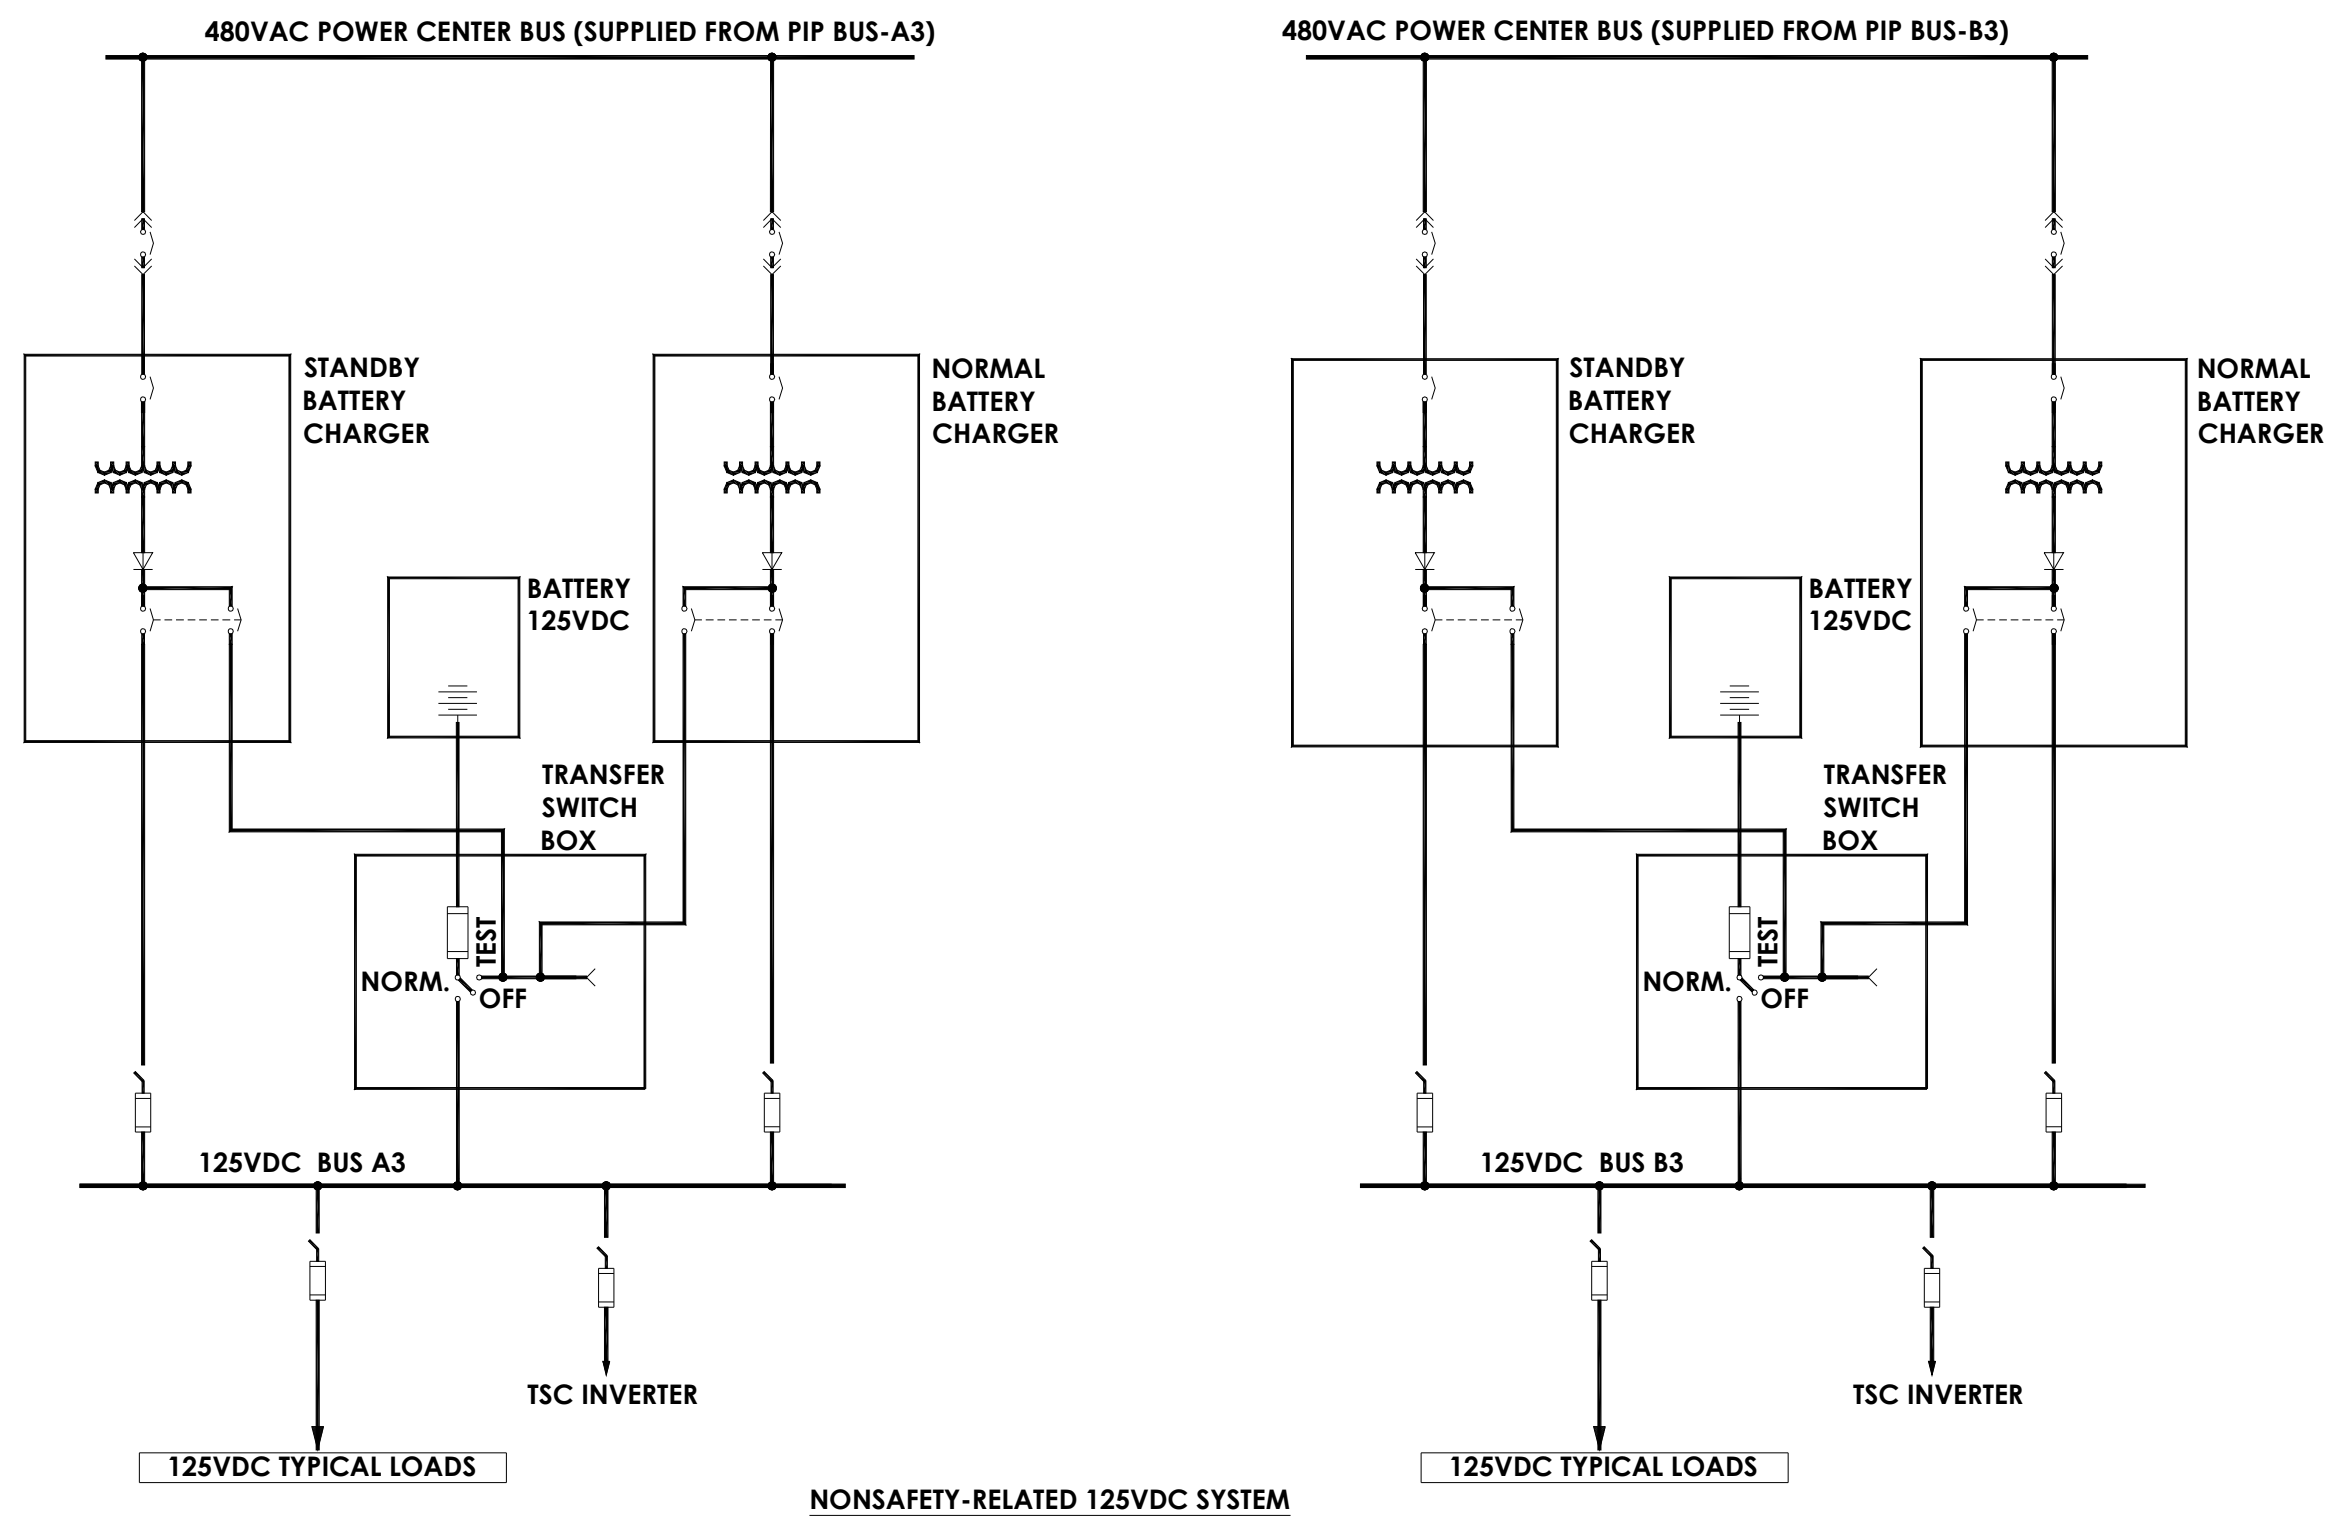 480VAC POWER CENTER BUS (SUPPLIED FROM PIP BUS-A3)
480VAC POWER CENTER BUS (SUPPLIED FROM PIP BUS-B3)
STANDBY
BATTERY
CHARGER
NORMAL
BATTERY
CHARGER
STANDBY
BATTERY
CHARGER
NORMAL
BATTERY
CHARGER
BATTERY
125VDC
BATTERY
125VDC
TRANSFER
SWITCH
BOX
TRANSFER
SWITCH
BOX
TEST
NORM.
OFF
TEST
NORM.
OFF
125VDC BUS A3
125VDC BUS B3
TSC INVERTER
TSC INVERTER
125VDC TYPICAL LOADS
125VDC TYPICAL LOADS
NONSAFETY-RELATED 125VDC SYSTEM